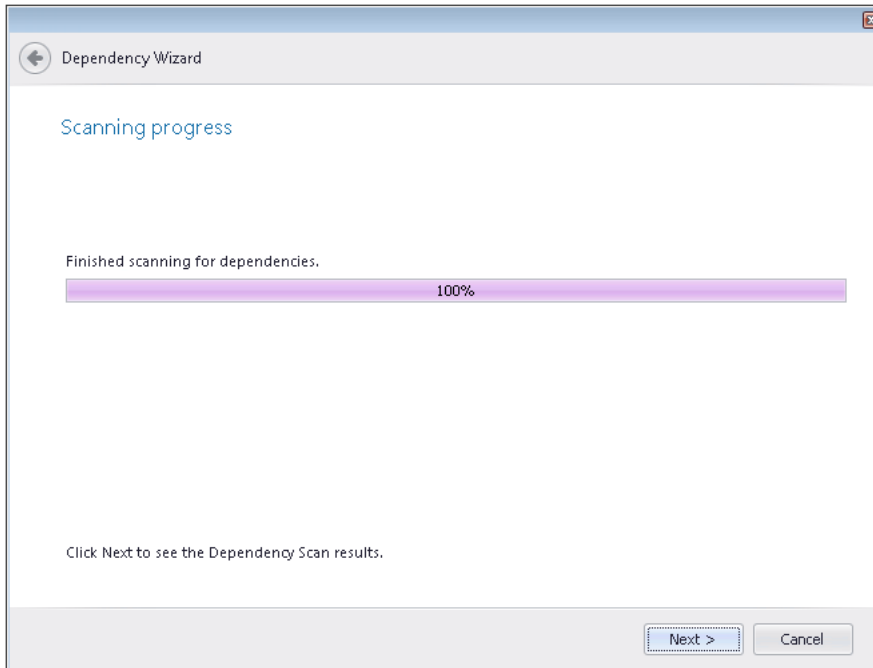 Dependency Wizard
Scanning progress
Finished scanning for dependencies.
100%
Click Next to see the Dependency Scan results.
Next >
Cancel